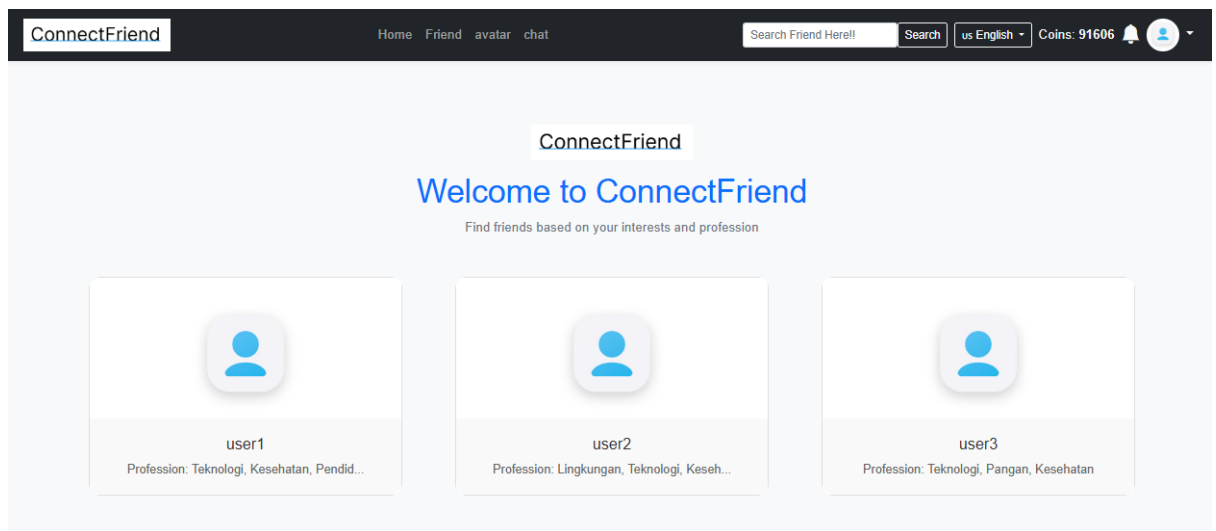 ConnectFriend
Home Friend avatar chat
Search Friend Here!!
Search
us English
Coins: 91606
ConnectFriend
Welcome to ConnectFriend
Find friends based on your interests and profession
user1
Profession: Teknologi, Kesehatan, Pendid...
user2
Profession: Lingkungan, Teknologi, Keseh...
user3
Profession: Teknologi, Pangan, Kesehatan